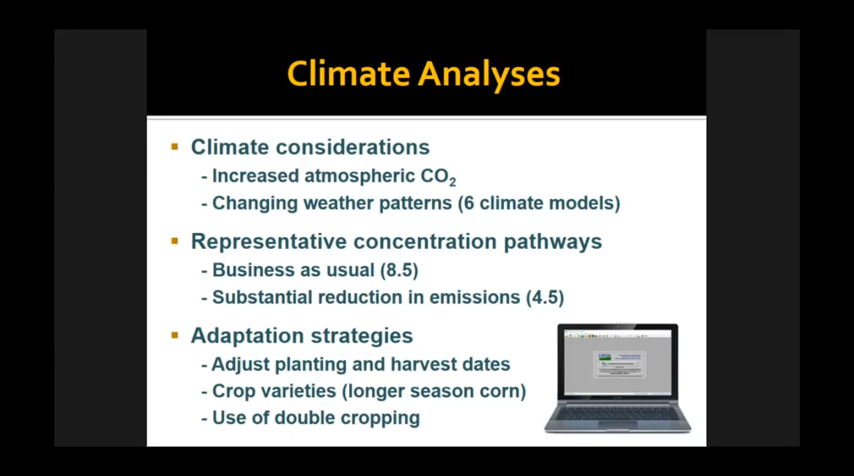 Climate Analyses
▪ Climate considerations
- Increased atmospheric CO₂
- Changing weather patterns (6 climate models)
▪ Representative concentration pathways
- Business as usual (8.5)
- Substantial reduction in emissions (4.5)
▪ Adaptation strategies
- Adjust planting and harvest dates
- Crop varieties (longer season corn)
- Use of double cropping